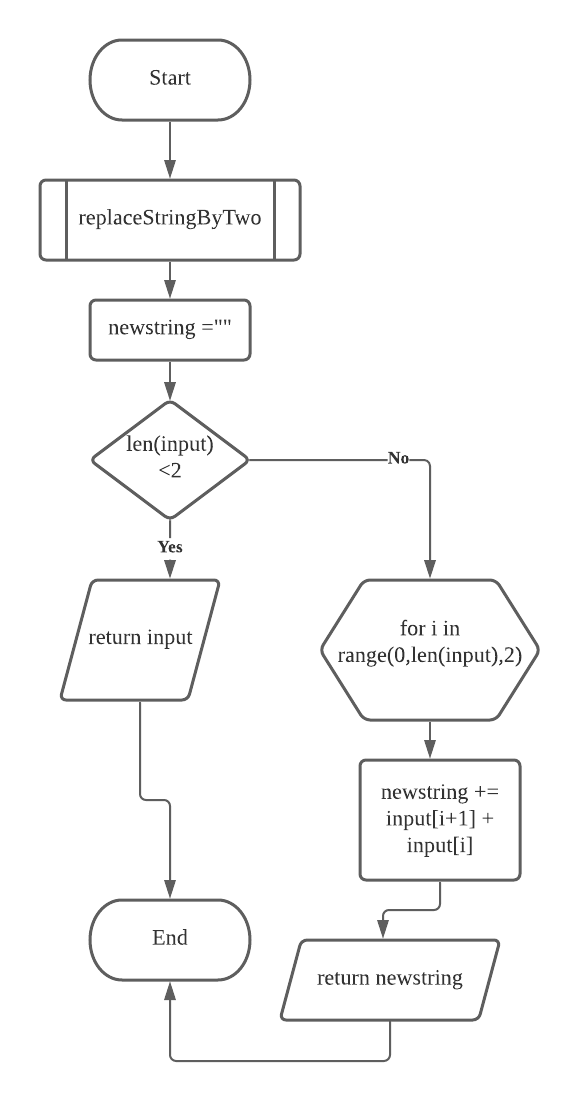 Start
replaceStringByTwo
newstring =""
len(input)
<2
No
Yes
return input
for i in
range(0,len(input),2)
newstring +=
input[i+1] +
input[i]
End
return newstring